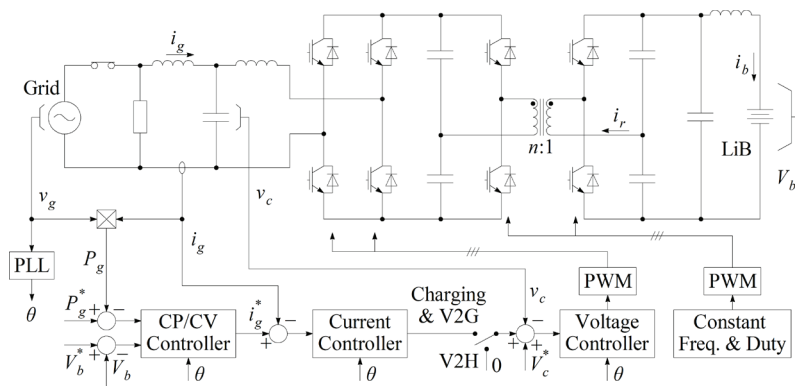 i_g
Grid
n:1
i_r
i_b
LiB
V_b
v_g
v_c
i_g
P_g
PLL
θ
P_g^*
+
−
V_b^*
+
−
V_b
CP/CV
Controller
θ
i_g^*
+
−
Current
Controller
θ
Charging
& V2G
V2H
0
v_c
+
−
+
V_c^*
PWM
Voltage
Controller
θ
PWM
Constant
Freq. & Duty